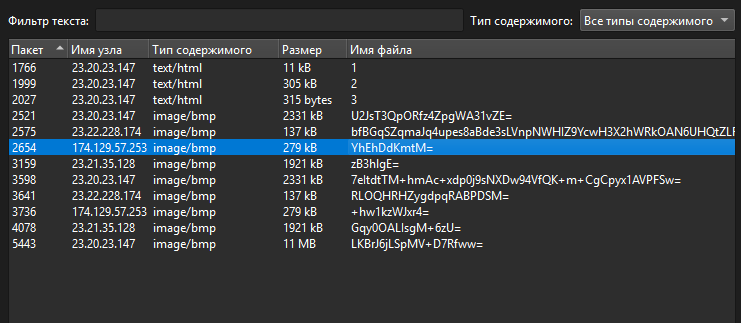 Фильтр текста: Тип содержимого: Все типы содержимого
Пакет Имя узла Тип содержимого Размер Имя файла
1766 23.20.23.147 text/html 11 kB 1
1999 23.20.23.147 text/html 305 kB 2
2027 23.20.23.147 text/html 315 bytes 3
2521 23.20.23.147 image/bmp 2331 kB U2JsT3QpORfz4ZpgWA31vZE=
2575 23.22.228.174 image/bmp 137 kB bfBGqSZqmaJq4upes8aBde3sLVnpNWHlZ9YcwH3X2hWRkOAN6UHQtZLF
2654 174.129.57.253 image/bmp 279 kB YhEhDdKmtM=
3159 23.21.35.128 image/bmp 1921 kB zB3hIgE=
3598 23.20.23.147 image/bmp 2331 kB 7eltdtTM+hmAc+xdp0j9sNXDw94VfQK+m+CgCpyx1AVPFSw=
3641 23.22.228.174 image/bmp 137 kB RLOQHRHZygdpqRABPDSM=
3736 174.129.57.253 image/bmp 279 kB +hw1kzWJxr4=
4078 23.21.35.128 image/bmp 1921 kB Gqy0OALlsgM+6zU=
5443 23.20.23.147 image/bmp 11 MB LKBrJ6jLSpMV+D7Rfww=